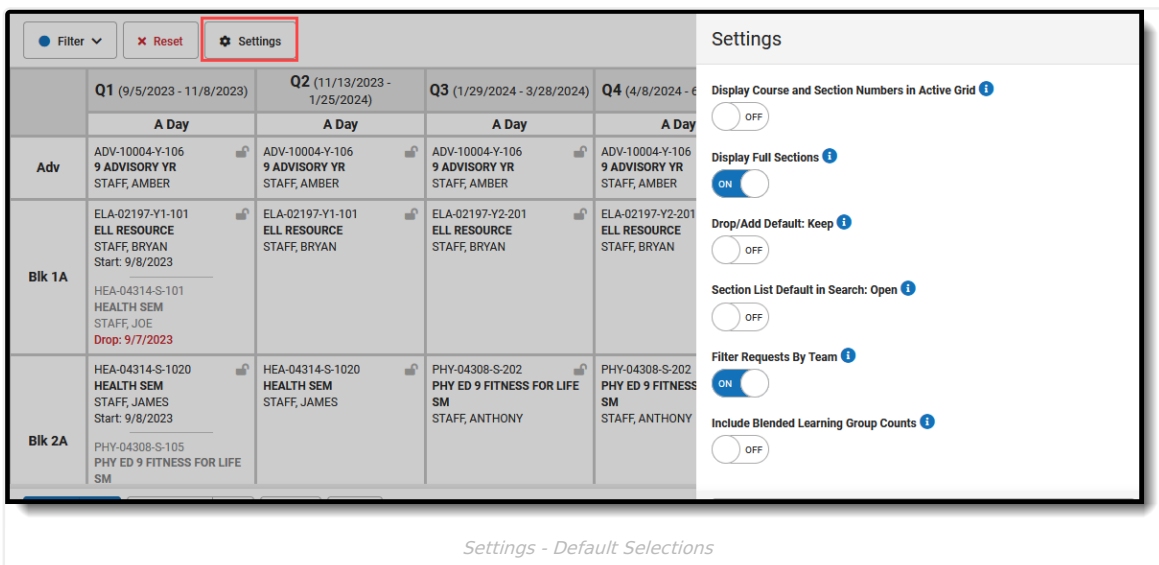 Filter
Reset
Settings
Q1 (9/5/2023 - 11/8/2023)
Q2 (11/13/2023 -
1/25/2024)
Q3 (1/29/2024 - 3/28/2024)
Q4 (4/8/2024 - 6
A Day
A Day
A Day
A Day
Adv
ADV-10004-Y-106
9 ADVISORY YR
STAFF, AMBER
ADV-10004-Y-106
9 ADVISORY YR
STAFF, AMBER
ADV-10004-Y-106
9 ADVISORY YR
STAFF, AMBER
ADV-10004-Y-106
9 ADVISORY YR
STAFF, AMBER
Blk 1A
ELA-02197-Y1-101
ELL RESOURCE
STAFF, BRYAN
Start: 9/8/2023
HEA-04314-S-101
HEALTH SEM
STAFF, JOE
Drop: 9/7/2023
ELA-02197-Y1-101
ELL RESOURCE
STAFF, BRYAN
ELA-02197-Y2-201
ELL RESOURCE
STAFF, BRYAN
ELA-02197-Y2-201
ELL RESOURCE
STAFF, BRYAN
Blk 2A
HEA-04314-S-1020
HEALTH SEM
STAFF, JAMES
Start: 9/8/2023
PHY-04308-S-105
PHY ED 9 FITNESS FOR LIFE
SM
HEA-04314-S-1020
HEALTH SEM
STAFF, JAMES
PHY-04308-S-202
PHY ED 9 FITNESS FOR LIFE
SM
STAFF, ANTHONY
PHY-04308-S-202
PHY ED 9 FITNESS
SM
STAFF, ANTHONY
Settings
Display Course and Section Numbers in Active Grid
OFF
Display Full Sections
ON
Drop/Add Default: Keep
OFF
Section List Default in Search: Open
OFF
Filter Requests By Team
ON
Include Blended Learning Group Counts
OFF
Settings - Default Selections